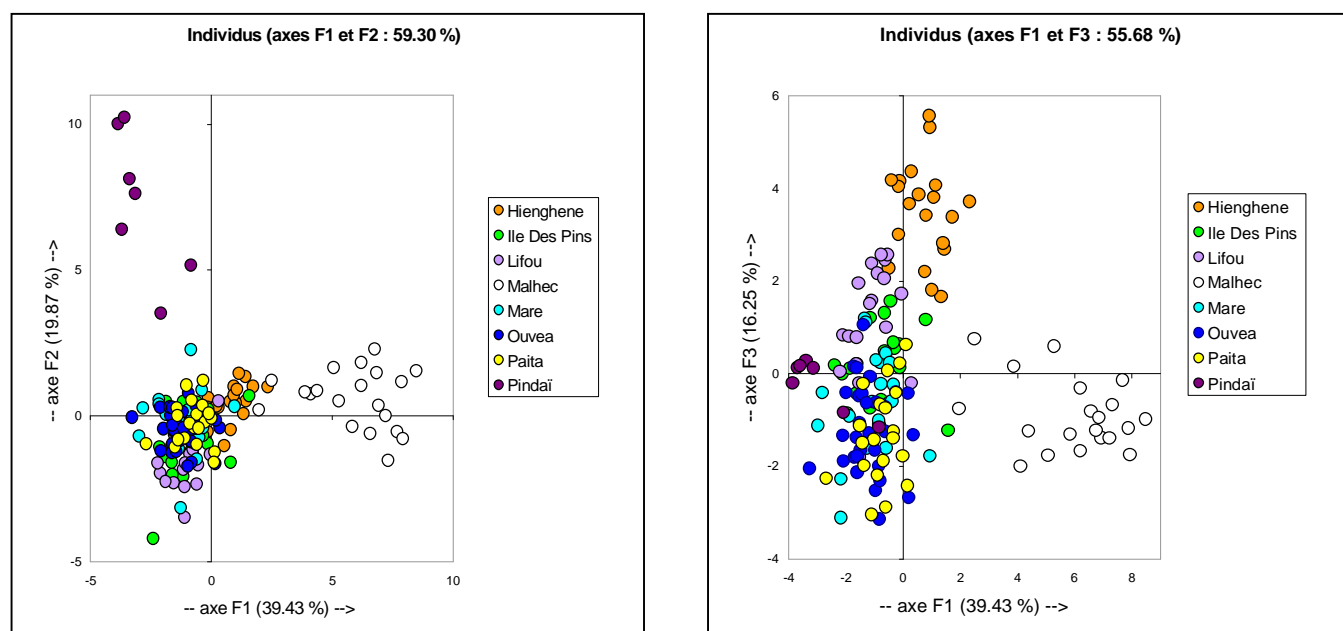 Individus (axes F1 et F2 : 59.30 %)
10
5
0
-5
-5
0
5
10
-- axe F2 (19.87 %) -->
-- axe F1 (39.43 %) -->
Hienghene
Ile Des Pins
Lifou
Malhec
Mare
Ouvea
Paita
Pindaï
Individus (axes F1 et F3 : 55.68 %)
6
4
2
0
-2
-4
-4
-2
0
2
4
6
8
-- axe F3 (16.25 %) -->
-- axe F1 (39.43 %) -->
Hienghene
Ile Des Pins
Lifou
Malhec
Mare
Ouvea
Paita
Pindaï